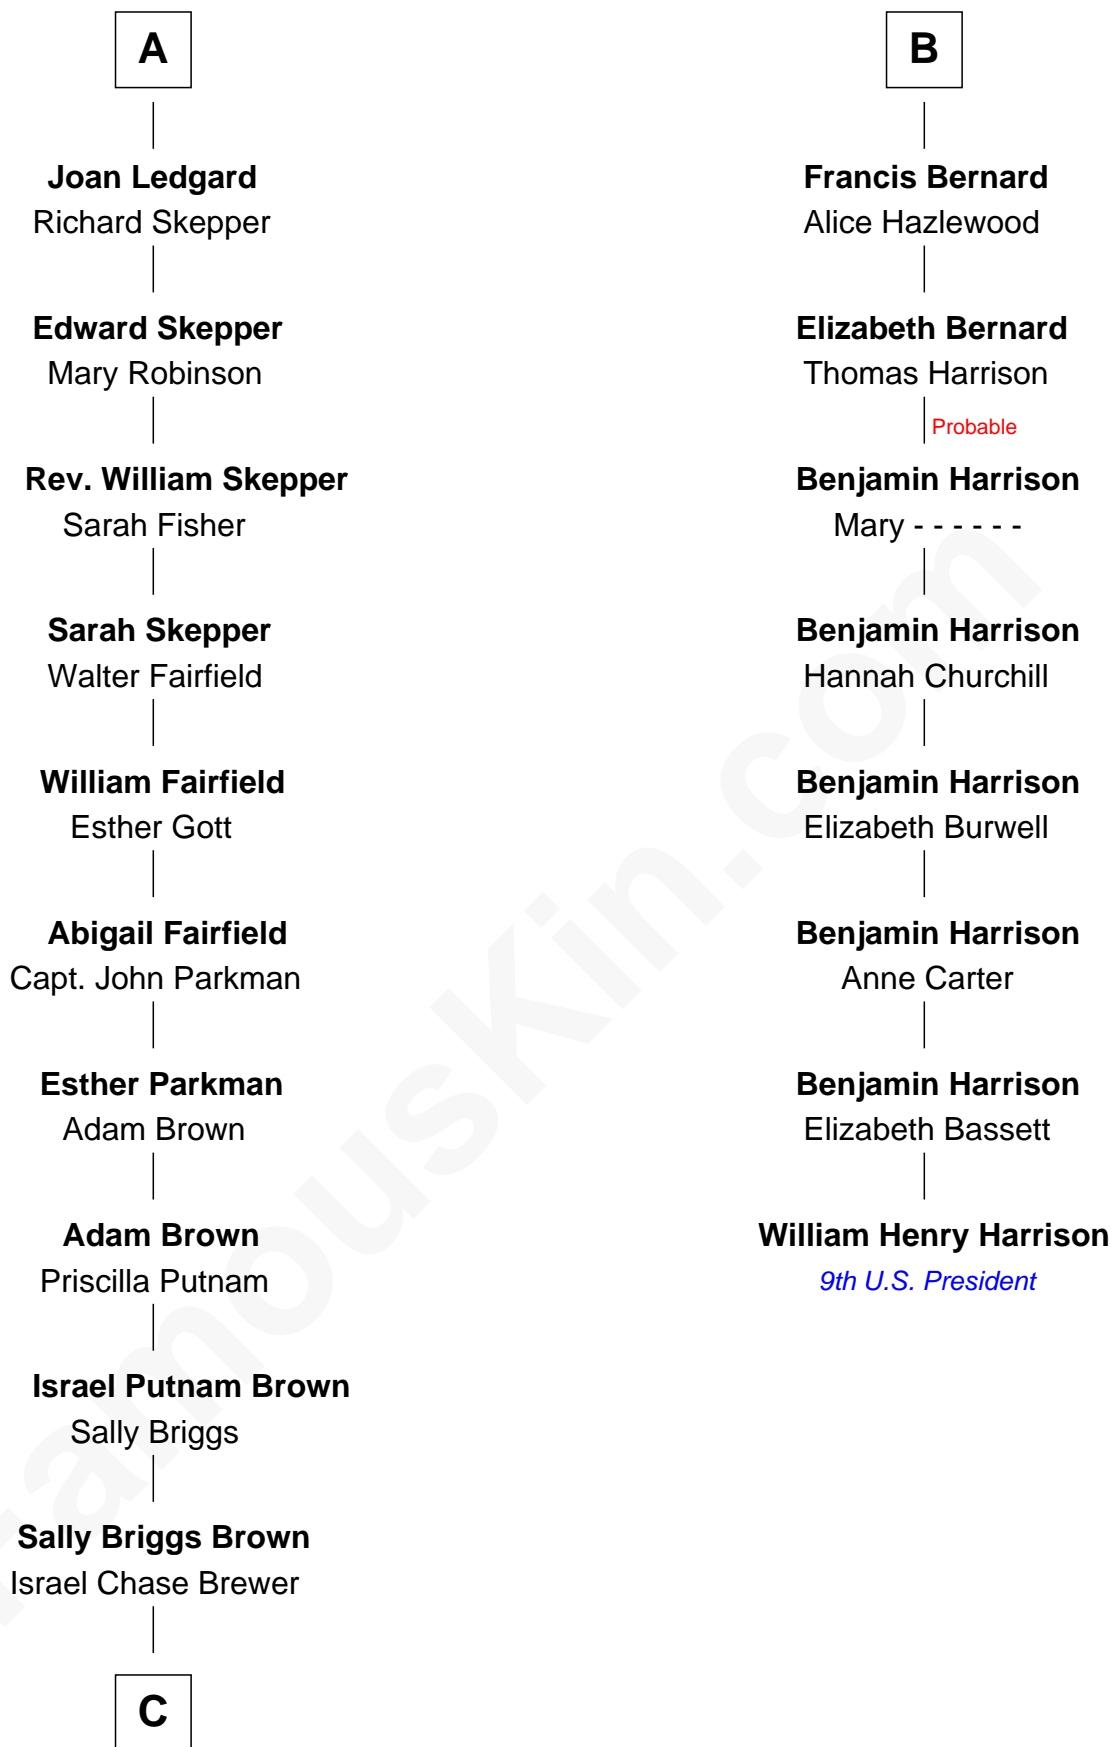 A
Joan Ledgard
Richard Skepper
Edward Skepper
Mary Robinson
Rev. William Skepper
Sarah Fisher
Sarah Skepper
Walter Fairfield
William Fairfield
Esther Gott
Abigail Fairfield
Capt. John Parkman
Esther Parkman
Adam Brown
Adam Brown
Priscilla Putnam
Israel Putnam Brown
Sally Briggs
Sally Briggs Brown
Israel Chase Brewer
C
B
Francis Bernard
Alice Hazlewood
Elizabeth Bernard
Thomas Harrison
Probable
Benjamin Harrison
Mary - - - - - -
Benjamin Harrison
Hannah Churchill
Benjamin Harrison
Elizabeth Burwell
Benjamin Harrison
Anne Carter
Benjamin Harrison
Elizabeth Bassett
William Henry Harrison
9th U.S. President
FamousKin.com